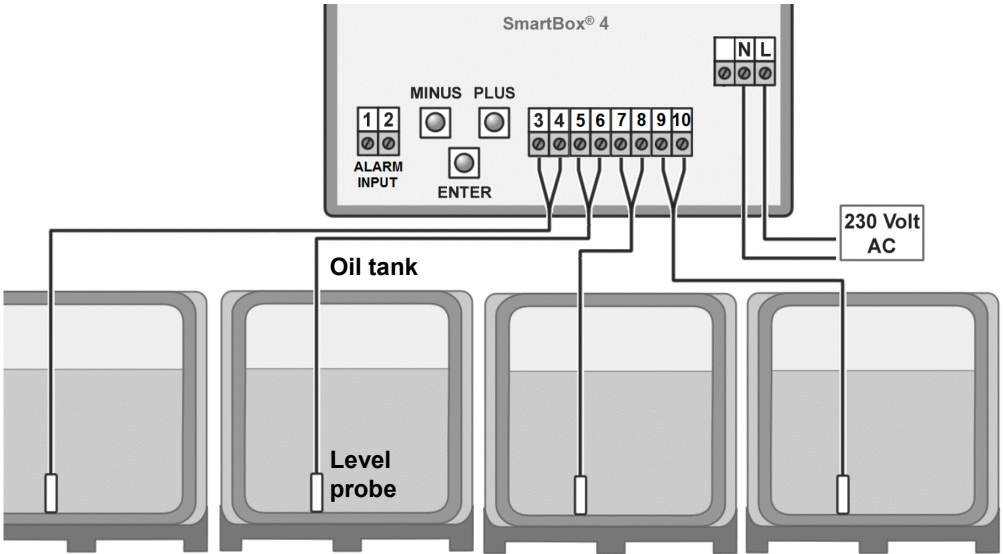 SmartBox® 4
N L
MINUS PLUS
1 2
3 4 5 6 7 8 9 10
ALARM
INPUT
ENTER
230 Volt
AC
Oil tank
Level
probe